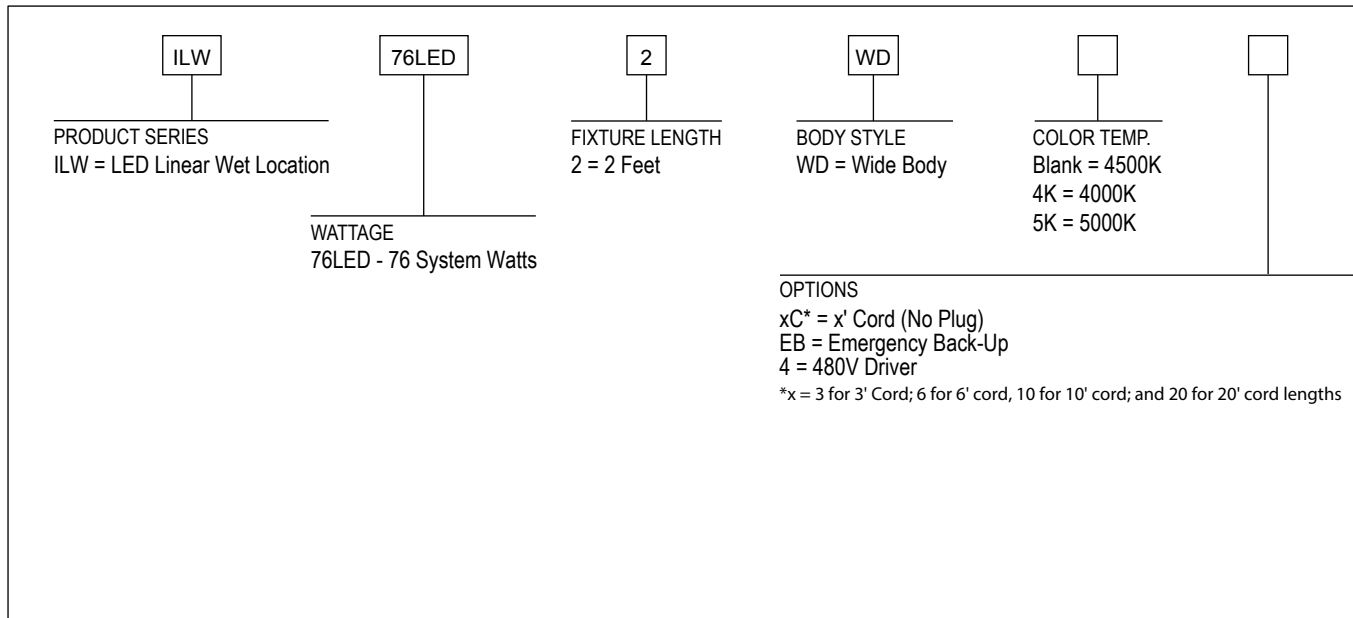 ILW
76LED
2
WD
PRODUCT SERIES
ILW = LED Linear Wet Location
WATTAGE
76LED - 76 System Watts
FIXTURE LENGTH
2 = 2 Feet
BODY STYLE
WD = Wide Body
COLOR TEMP.
Blank = 4500K
4K = 4000K
5K = 5000K
OPTIONS
xC* = x' Cord (No Plug)
EB = Emergency Back-Up
4 = 480V Driver
*x = 3 for 3' Cord; 6 for 6' cord, 10 for 10' cord; and 20 for 20' cord lengths